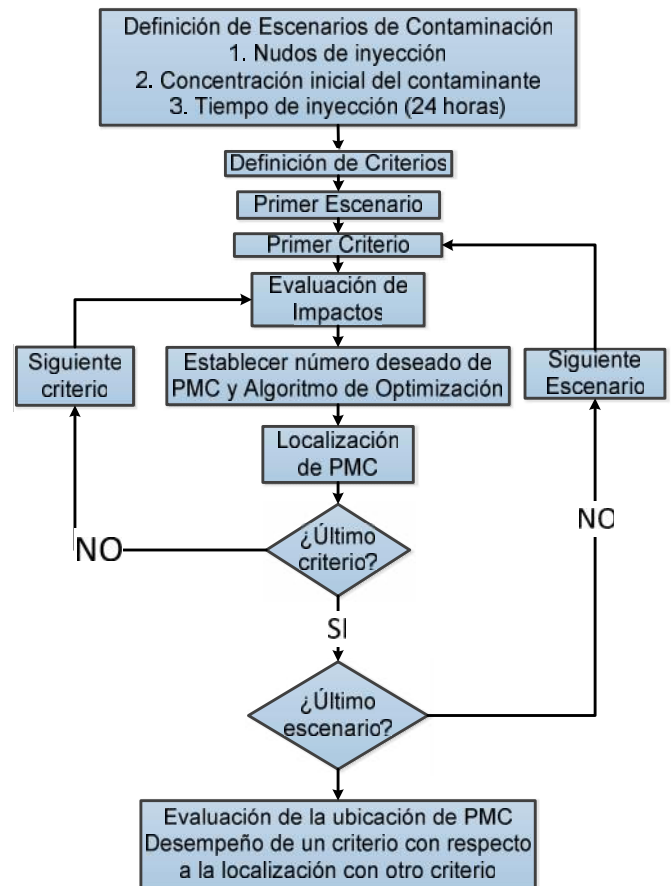 Definición de Escenarios de Contaminación
1. Nudos de inyección
2. Concentración inicial del contaminante
3. Tiempo de inyección (24 horas)
Definición de Criterios
Primer Escenario
Primer Criterio
Evaluación de
Impactos
Siguiente
criterio
Establecer número deseado de
PMC y Algoritmo de Optimización
Siguiente
Escenario
Localización
de PMC
¿Último
criterio?
NO
NO
SI
¿Último
escenario?
Evaluación de la ubicación de PMC
Desempeño de un criterio con respecto
a la localización con otro criterio